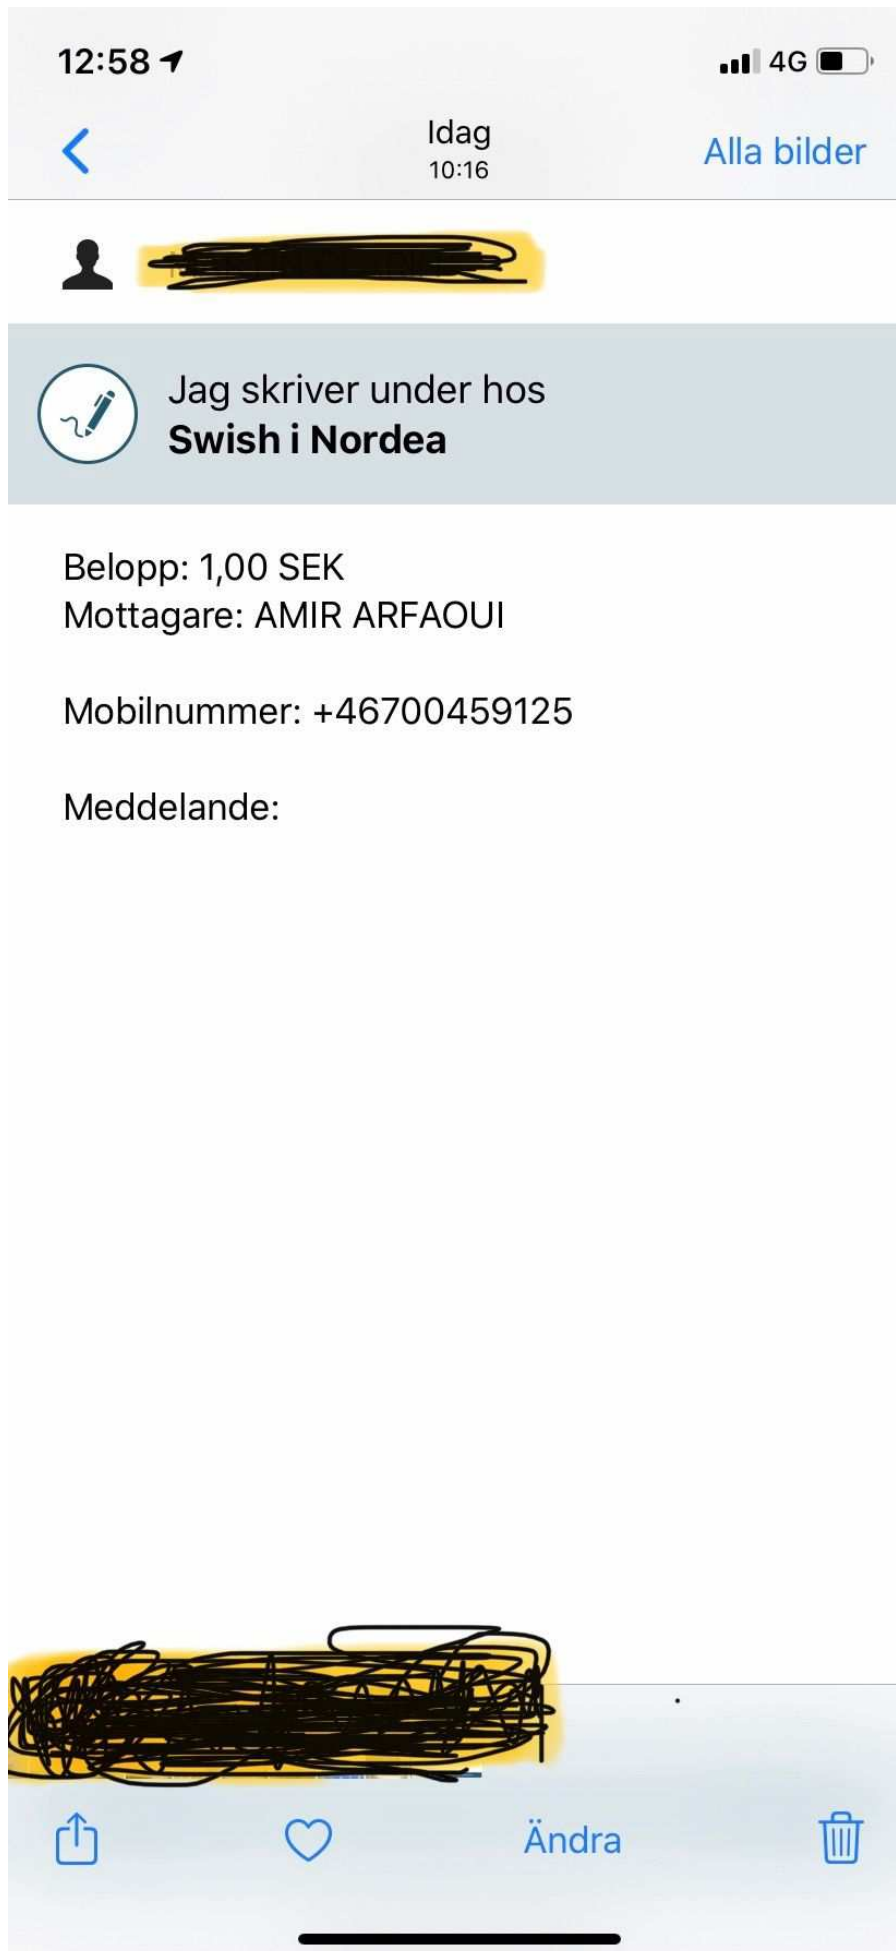 12:58
4G
Idag
10:16
Alla bilder
Jag skriver under hos
Swish i Nordea
Belopp: 1,00 SEK
Mottagare: AMIR ARFAOUI
Mobilnummer: +46700459125
Meddelande:
Ändra